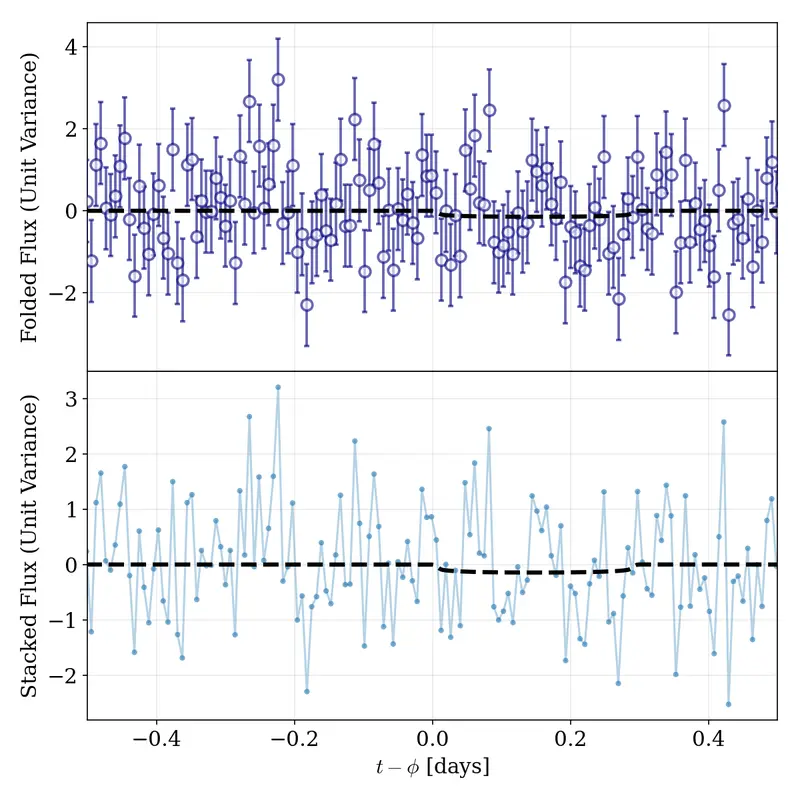 Folded Flux (Unit Variance)
4
2
0
−2
Stacked Flux (Unit Variance)
3
2
1
0
−1
−2
−0.4 −0.2 0.0 0.2 0.4
t − ϕ [days]